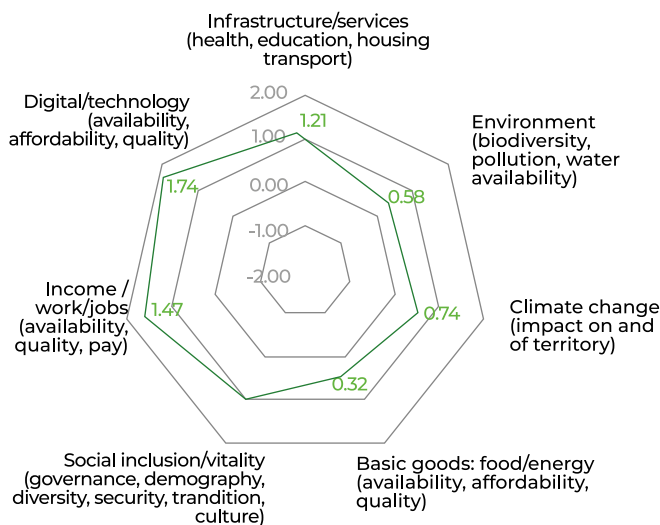 Infrastructure/services
(health, education, housing
transport)
Digital/technology
(availability,
affordability, quality)
Environment
(biodiversity,
pollution, water
availability)
2.00
1.21
1.00
1.74
0.00
0.58
-1.00
-2.00
Income /
work/jobs
(availability,
quality, pay)
1.47
0.74
Climate change
(impact on and
of territory)
0.32
Social inclusion/vitality
(governance, demography,
diversity, security, trandition,
culture)
Basic goods: food/energy
(availability, affordability,
quality)